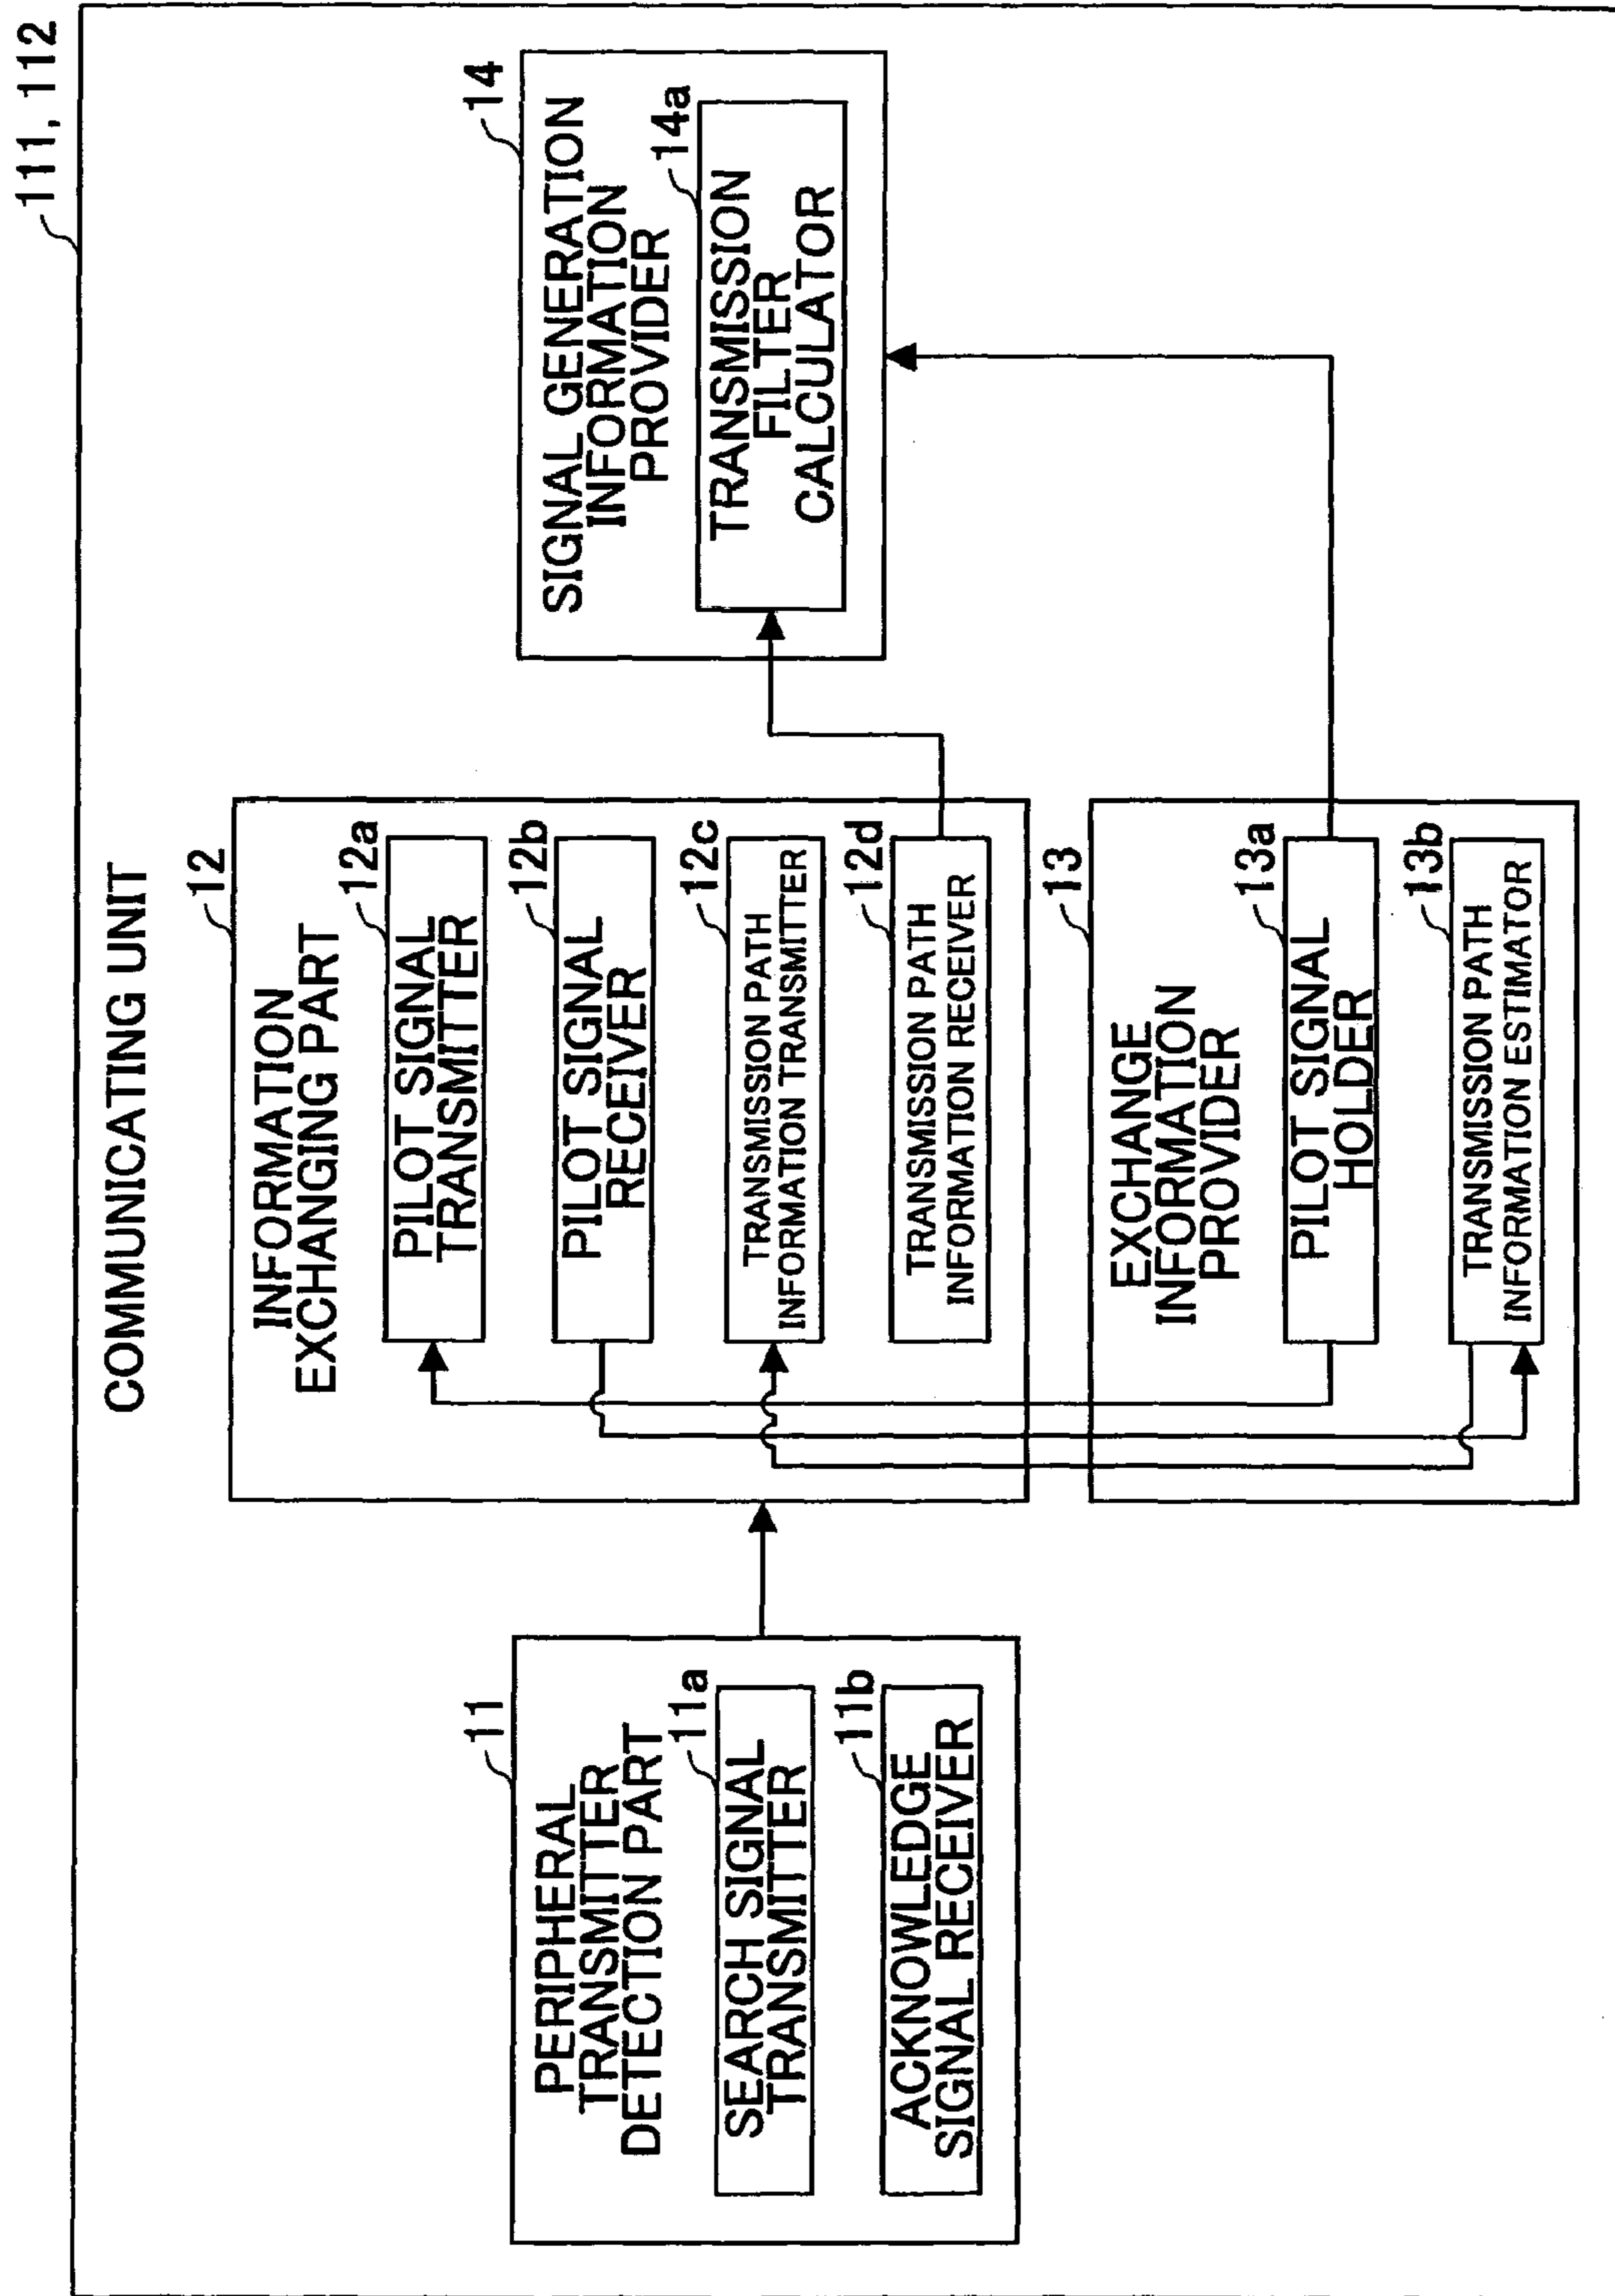 111, 112
COMMUNICATING UNIT
11
PERIPHERAL
TRANSMITTER
DETECTION PART
11a
SEARCH SIGNAL
TRANSMITTER
11b
ACKNOWLEDGE
SIGNAL RECEIVER
12
INFORMATION
EXCHANGING PART
12a
PILOT SIGNAL
TRANSMITTER
12b
PILOT SIGNAL
RECEIVER
12c
TRANSMISSION PATH
INFORMATION TRANSMITTER
12d
TRANSMISSION PATH
INFORMATION RECEIVER
13
EXCHANGE
INFORMATION
PROVIDER
13a
PILOT SIGNAL
HOLDER
13b
TRANSMISSION PATH
INFORMATION ESTIMATOR
14
SIGNAL GENERATION
INFORMATION
PROVIDER
14a
TRANSMISSION
FILTER
CALCULATOR